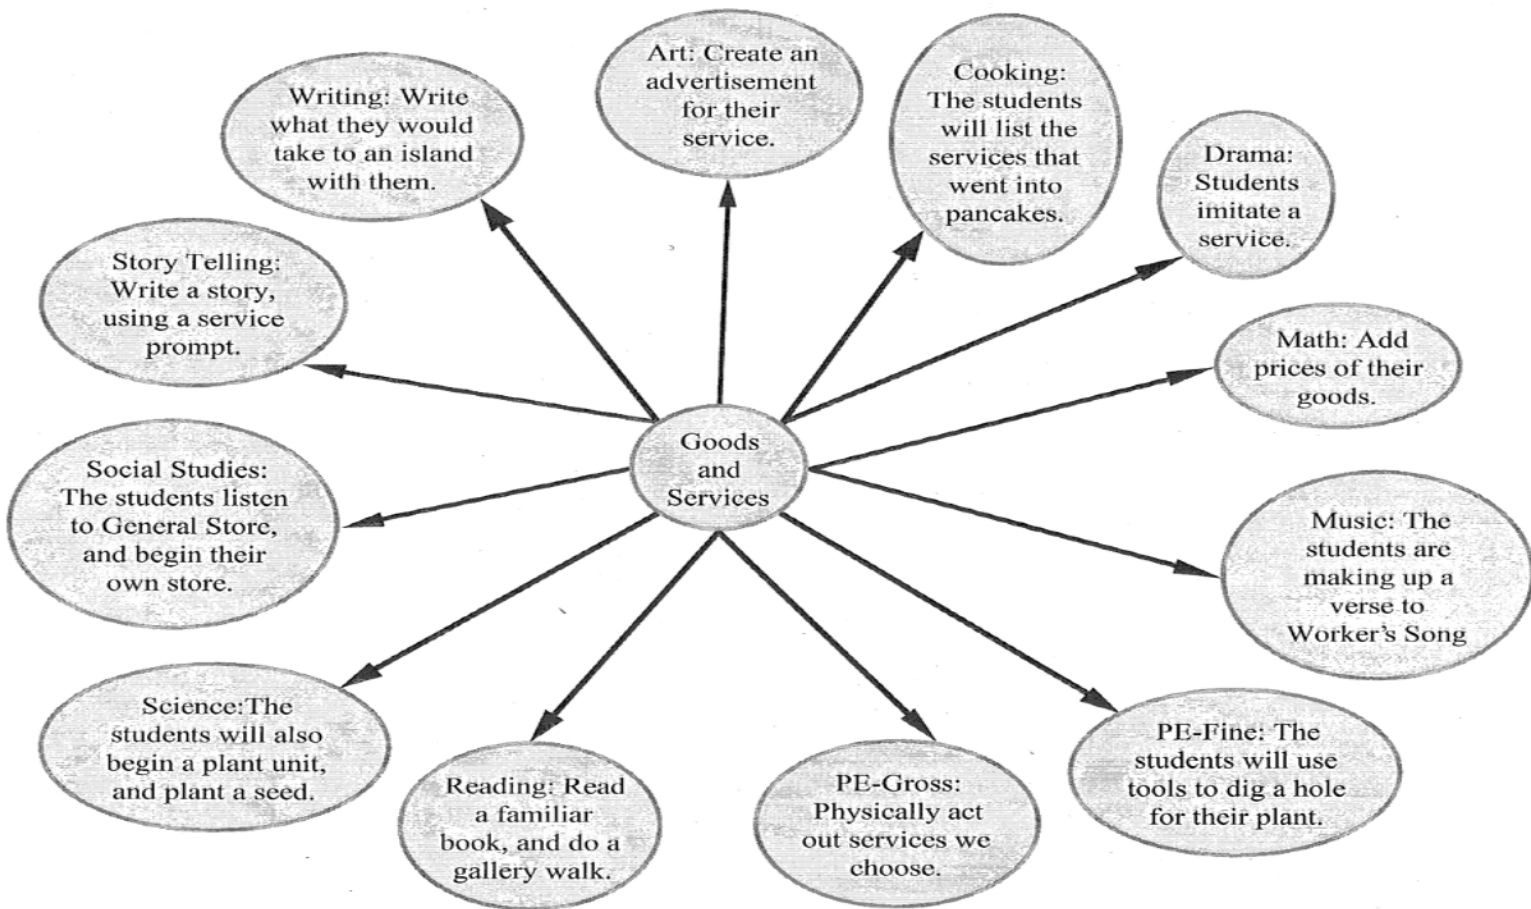 Art: Create an
advertisement
for their
service.
Cooking:
The students
will list the
services that
went into
pancakes.
Writing: Write
what they would
take to an island
with them.
Drama:
Students
imitate a
service.
Story Telling:
Write a story,
using a service
prompt.
Math: Add
prices of their
goods.
Goods
and
Services
Social Studies:
The students listen
to General Store,
and begin their
own store.
Music: The
students are
making up a
verse to
Worker's Song
Science:The
students will also
begin a plant unit,
and plant a seed.
Reading: Read
a familiar
book, and do a
gallery walk.
PE-Gross:
Physically act
out services we
choose.
PE-Fine: The
students will use
tools to dig a hole
for their plant.